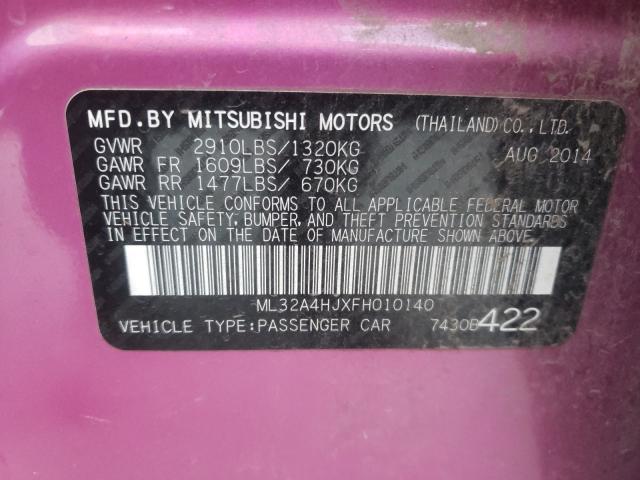 MFD.BY MITSUBISHI MOTORS (THAILAND)CO.,LTD.
GVWR 2910LBS/1320KG AUG 2014
GAWR FR 1609LBS/ 730KG
GAWR RR 1477LBS/ 670KG
THIS VEHICLE CONFORMS TO ALL APPLICABLE FEDERAL MOTOR
VEHICLE SAFETY, BUMPER, AND THEFT PREVENTION STANDARDS
IN EFFECT ON THE DATE OF MANUFACTURE SHOWN ABOVE.
ML32A4HJXFH010140
VEHICLE TYPE:PASSENGER CAR 7430B422